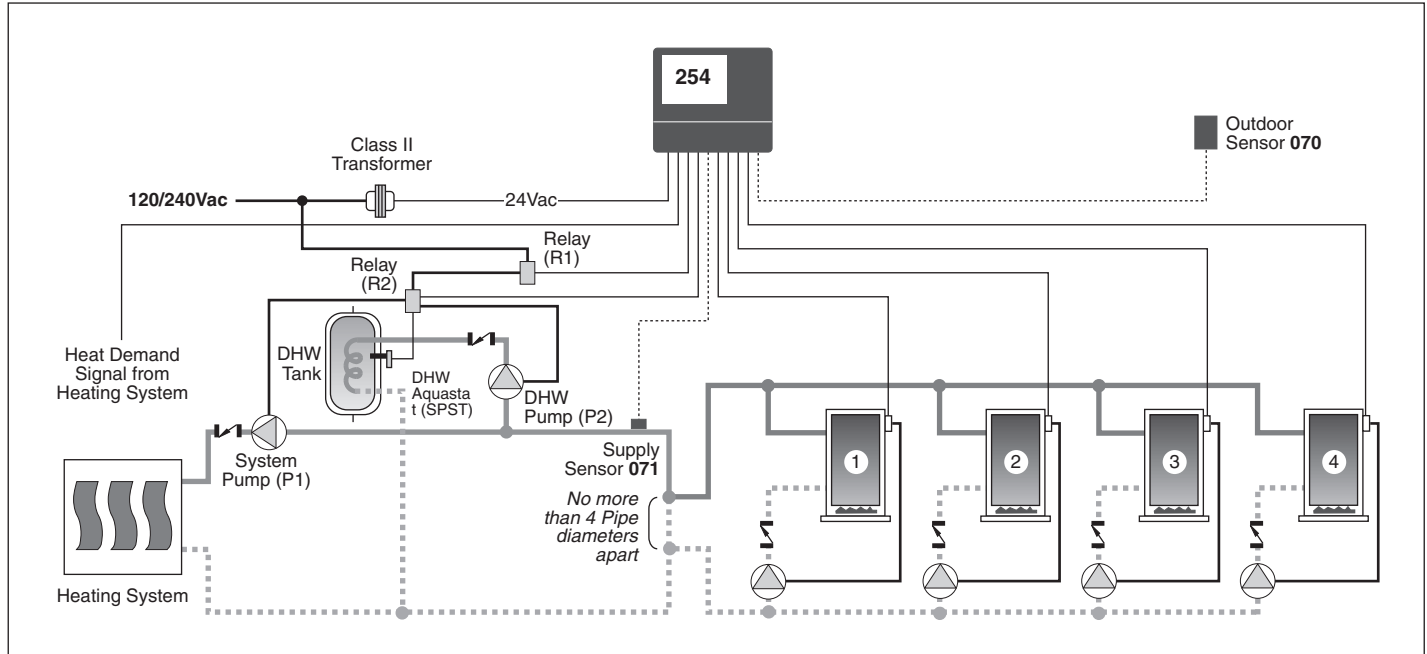 254
Outdoor
Sensor 070
Class II
Transformer
120/240Vac
24Vac
Relay
(R1)
Relay
(R2)
Heat Demand
Signal from
Heating System
DHW
Tank
DHW
Aquasta
t (SPST)
DHW
Pump (P2)
System
Pump (P1)
Supply
Sensor 071
1
2
3
4
No more
than 4 Pipe
diameters
apart
Heating System